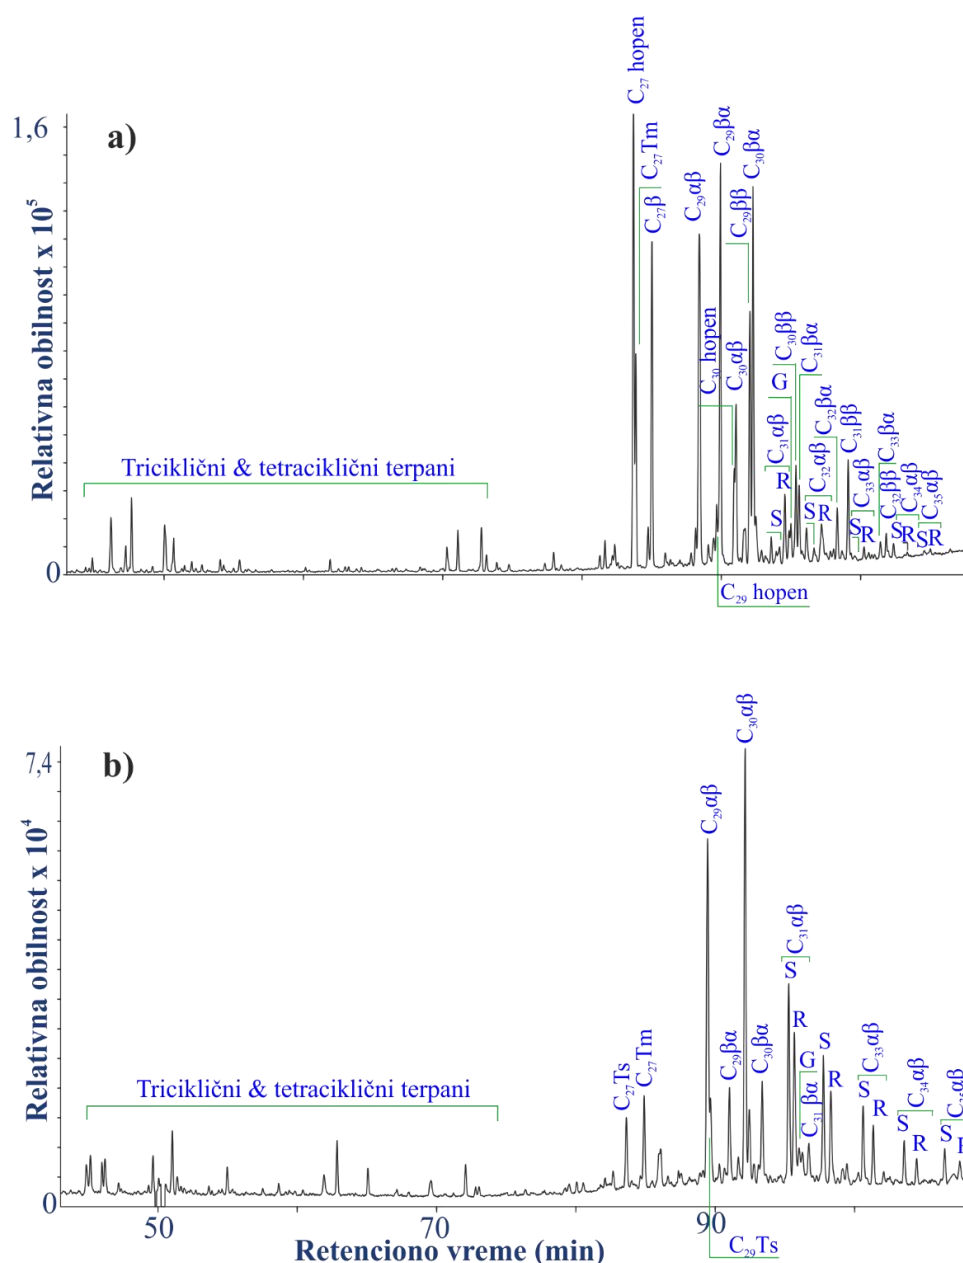 a)
Relativna obilnost x 10⁵
1,6
0
Triciklični & tetraciklični terpani
C₂₇ hopen
C₂₇Tm
C₂₇β
C₂₉αβ
C₃₀ hopen
C₂₉βα
C₃₀αβ
C₂₉ββ
C₃₀βα
C₂₉ hopen
C₃₁αβ
S
R
G
C₃₀ββ
C₃₁βα
C₃₂αβ
S
R
C₃₂βα
C₃₁ββ
C₃₃αβ
S
R
C₃₃βα
C₃₂ββ
C₃₄αβ
S
R
C₃₅αβ
S
R
b)
Relativna obilnost x 10⁴
7,4
0
Triciklični & tetraciklični terpani
C₂₇Ts
C₂₇Tm
C₂₉αβ
C₂₉Ts
C₂₉βα
C₃₀αβ
C₃₀βα
C₃₁αβ
S
R
G
C₃₁βα
S
R
C₃₃αβ
S
R
C₃₄αβ
S
R
C₃₅αβ
S
50
70
90
Retenciono vreme (min)